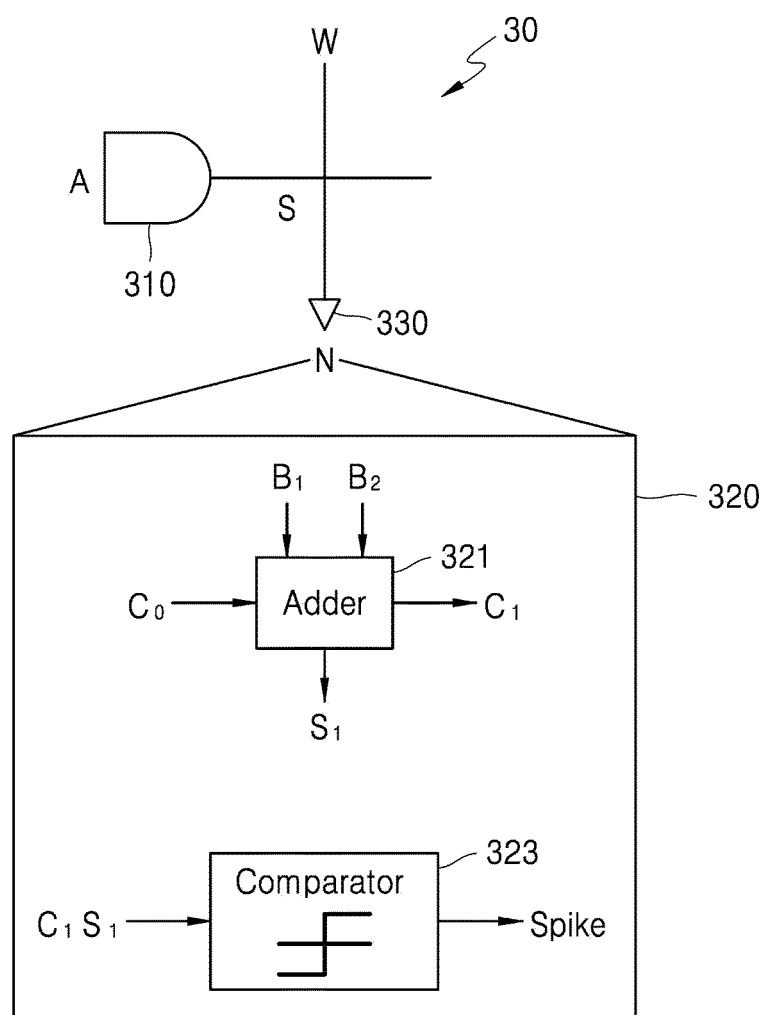 W
30
A
S
310
330
N
B₁ B₂
320
321
C₀ Adder C₁
S₁
323
Comparator
C₁ S₁ Spike